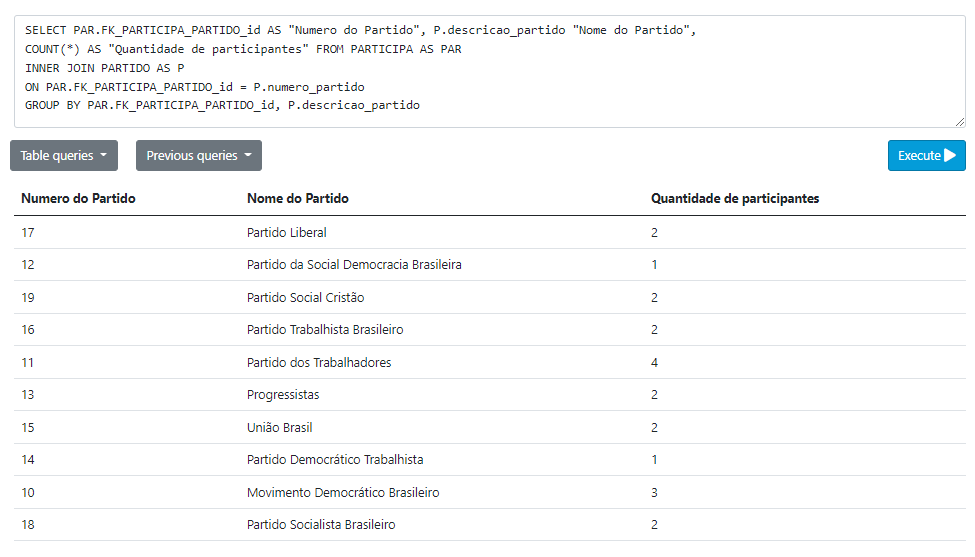 SELECT PAR.FK_PARTICIPA_PARTIDO_id AS "Numero do Partido", P.descricao_partido "Nome do Partido",
COUNT(*) AS "Quantidade de participantes" FROM PARTICIPA AS PAR
INNER JOIN PARTIDO AS P
ON PAR.FK_PARTICIPA_PARTIDO_id = P.numero_partido
GROUP BY PAR.FK_PARTICIPA_PARTIDO_id, P.descricao_partido
Table queries Previous queries Execute
Numero do Partido Nome do Partido Quantidade de participantes
17 Partido Liberal 2
12 Partido da Social Democracia Brasileira 1
19 Partido Social Cristão 2
16 Partido Trabalhista Brasileiro 2
11 Partido dos Trabalhadores 4
13 Progressistas 2
15 União Brasil 2
14 Partido Democrático Trabalhista 1
10 Movimento Democrático Brasileiro 3
18 Partido Socialista Brasileiro 2